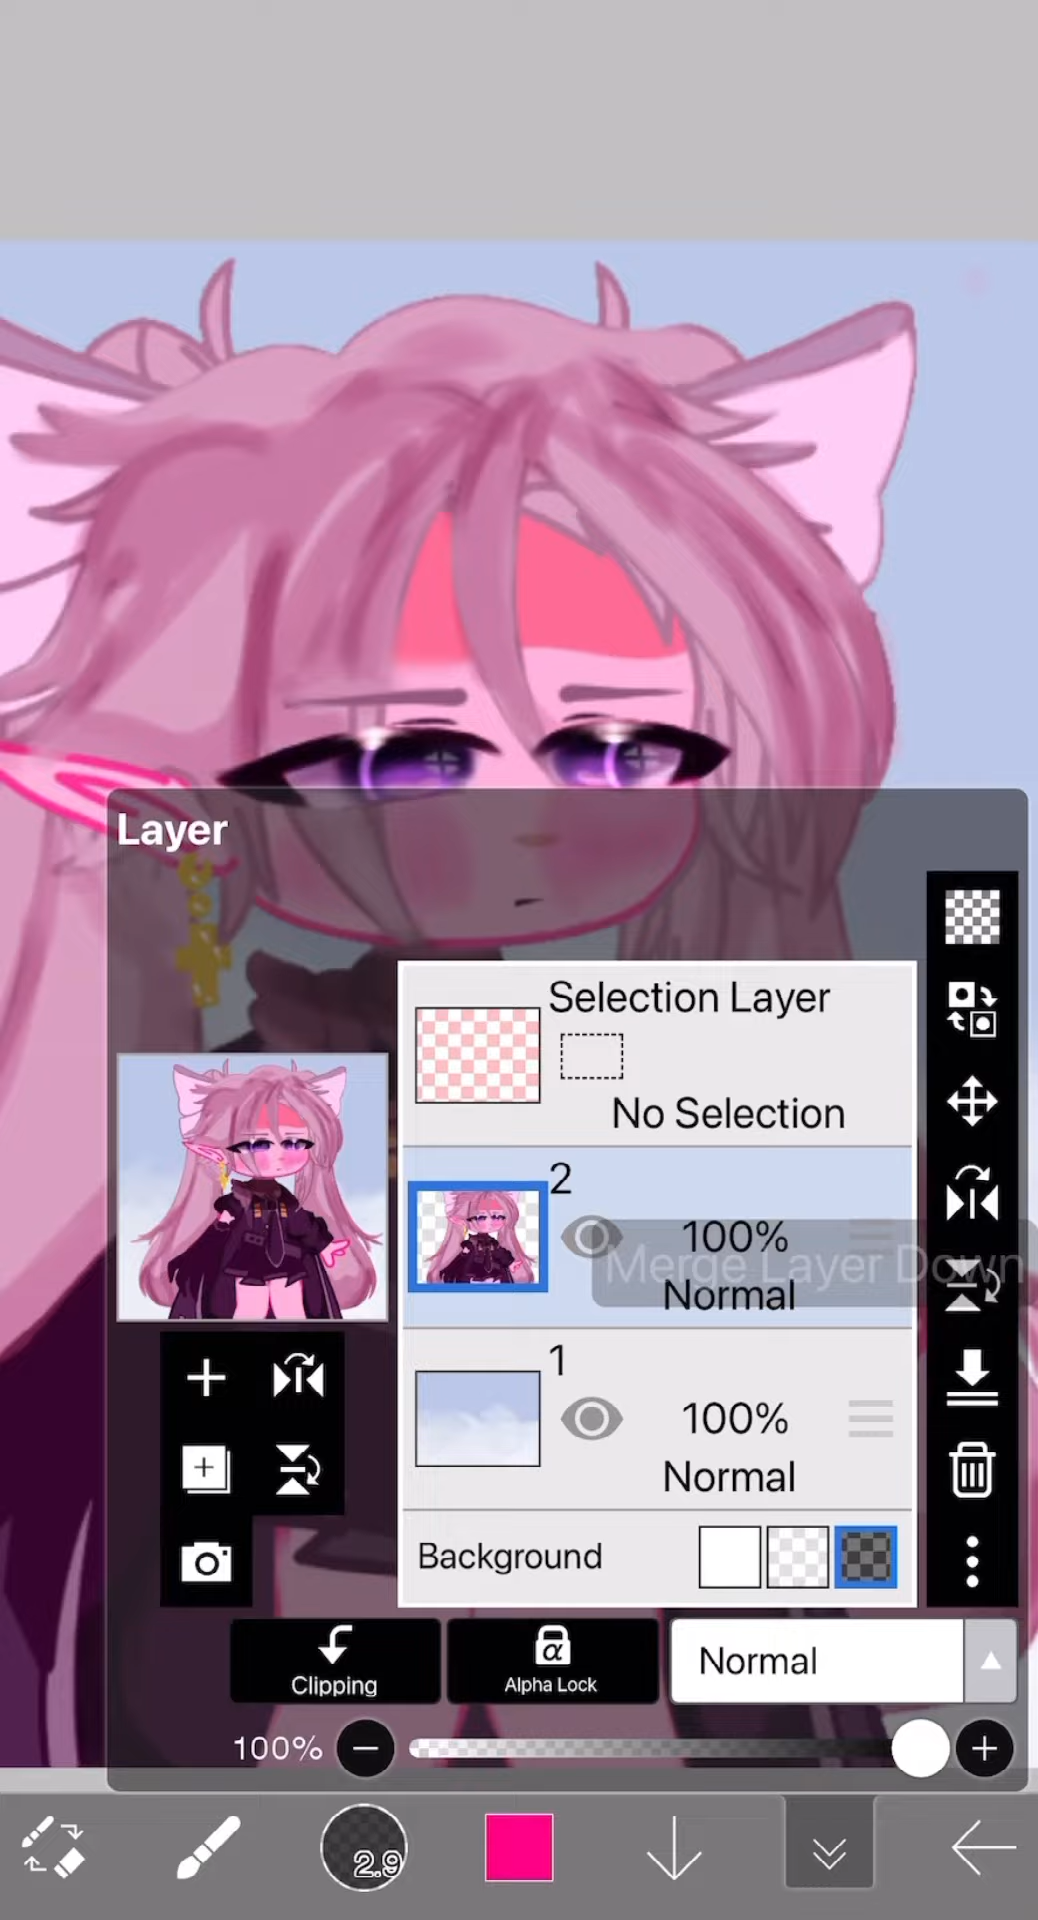 Layer
Selection Layer
No Selection
2
100%
Merge Layer Down
Normal
1
100%
Normal
Background
Clipping
α
Alpha Lock
Normal
100%
2.9